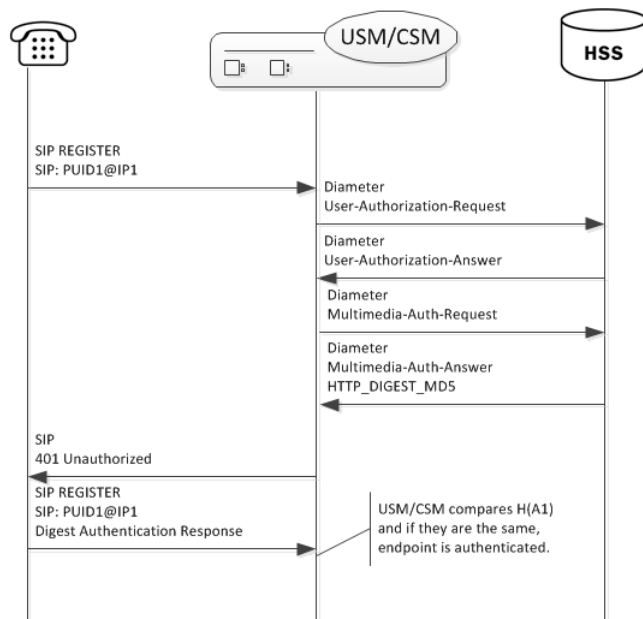 USM/CSM
HSS
SIP REGISTER
SIP: PUID1@IP1
Diameter
User-Authorization-Request
Diameter
User-Authorization-Answer
Diameter
Multimedia-Auth-Request
Diameter
Multimedia-Auth-Answer
HTTP_DIGEST_MD5
SIP
401 Unauthorized
SIP REGISTER
SIP: PUID1@IP1
Digest Authentication Response
USM/CSM compares H(A1)
and if they are the same,
endpoint is authenticated.